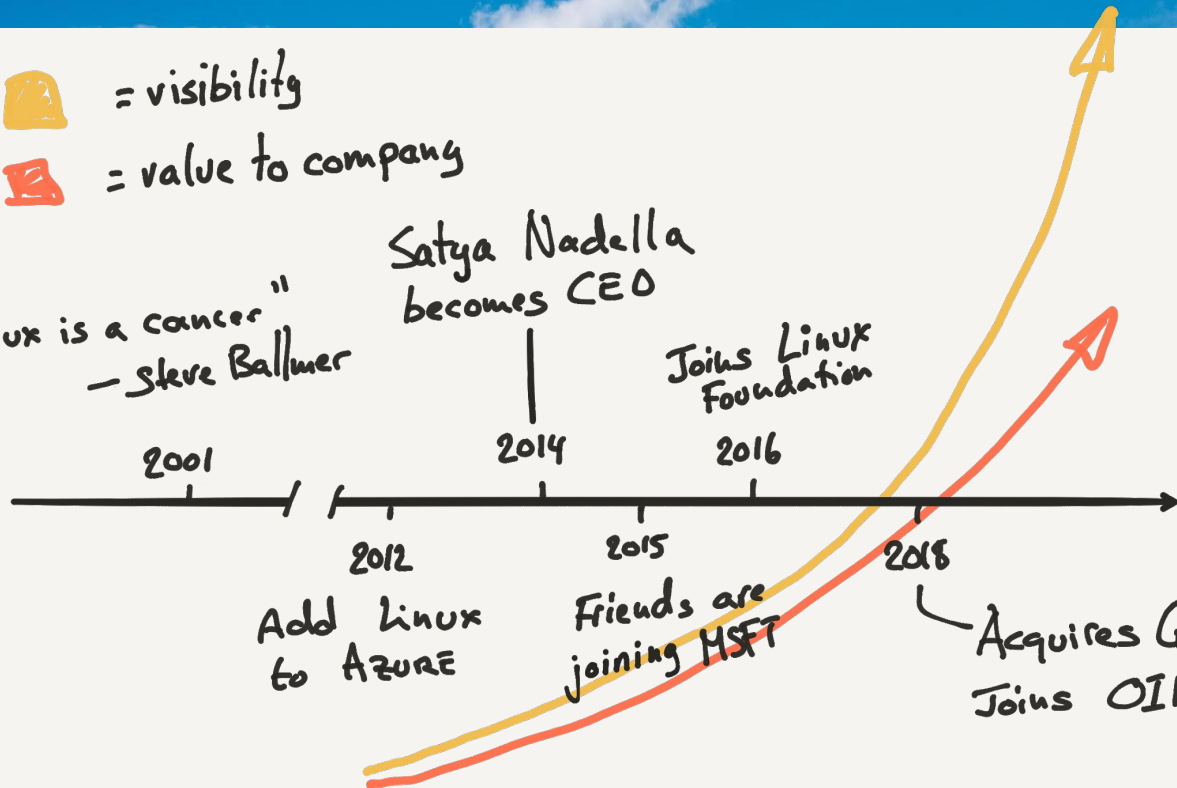 = visibility
= value to company
ux is a cancer"
— Steve Ballmer
Satya Nadella
becomes CEO
Joins Linux
Foundation
2001
2014
2016
2012
2015
2018
Add Linux
to AZURE
Friends are
joining MSFT
Acquires
Joins